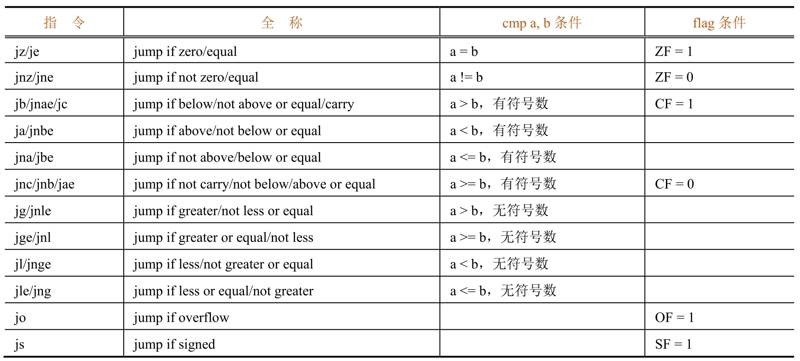 指 令 全 称 cmp a, b 条件 flag 条件
jz/je jump if zero/equal a = b ZF = 1
jnz/jne jump if not zero/equal a != b ZF = 0
jb/jnae/jc jump if below/not above or equal/carry a > b，有符号数 CF = 1
ja/jnbe jump if above/not below or equal a < b，有符号数
jna/jbe jump if not above/below or equal a <= b，有符号数
jnc/jnb/jae jump if not carry/not below/above or equal a >= b，有符号数 CF = 0
jg/jnle jump if greater/not less or equal a > b，无符号数
jge/jnl jump if greater or equal/not less a >= b，无符号数
jl/jnge jump if less/not greater or equal a < b，无符号数
jle/jng jump if less or equal/not greater a <= b，无符号数
jo jump if overflow OF = 1
js jump if signed SF = 1